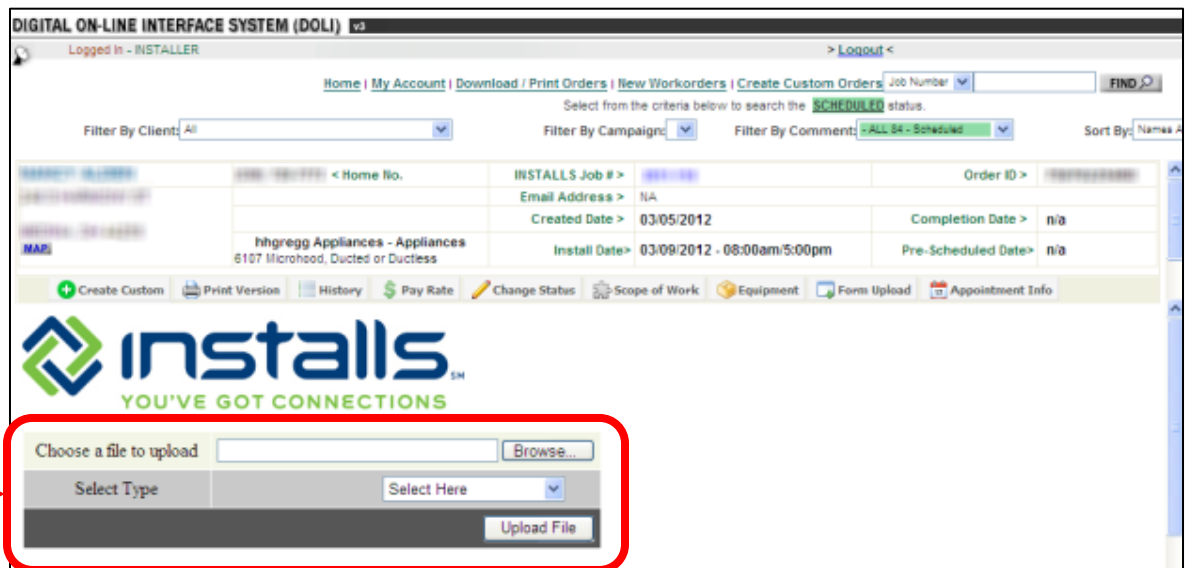 DIGITAL ON-LINE INTERFACE SYSTEM (DOLI) v3
Logged In - INSTALLER > Logout <
Home | My Account | Download / Print Orders | New Workorders | Create Custom Orders Job Number FIND
Select from the criteria below to search the SCHEDULED status.
Filter By Client: All Filter By Campaign: Filter By Comment: - ALL 84 - Scheduled Sort By: Names A
< Home No. INSTALLS Job # > Order ID >
Email Address > NA
Created Date > 03/05/2012 Completion Date > n/a
MAP: hhgregg Appliances - Appliances
6107 Microhood, Ducted or Ductless Install Date> 03/09/2012 - 08:00am/5:00pm Pre-Scheduled Date> n/a
Create Custom Print Version History Pay Rate Change Status Scope of Work Equipment Form Upload Appointment Info
installs SM
YOU'VE GOT CONNECTIONS
Choose a file to upload Browse...
Select Type Select Here
Upload File